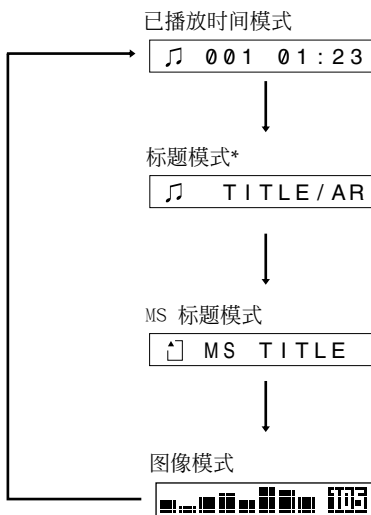 已播放时间模式
♫ 001 01:23
标题模式*
♫ TITLE/AR
MS 标题模式
MS TITLE
图像模式